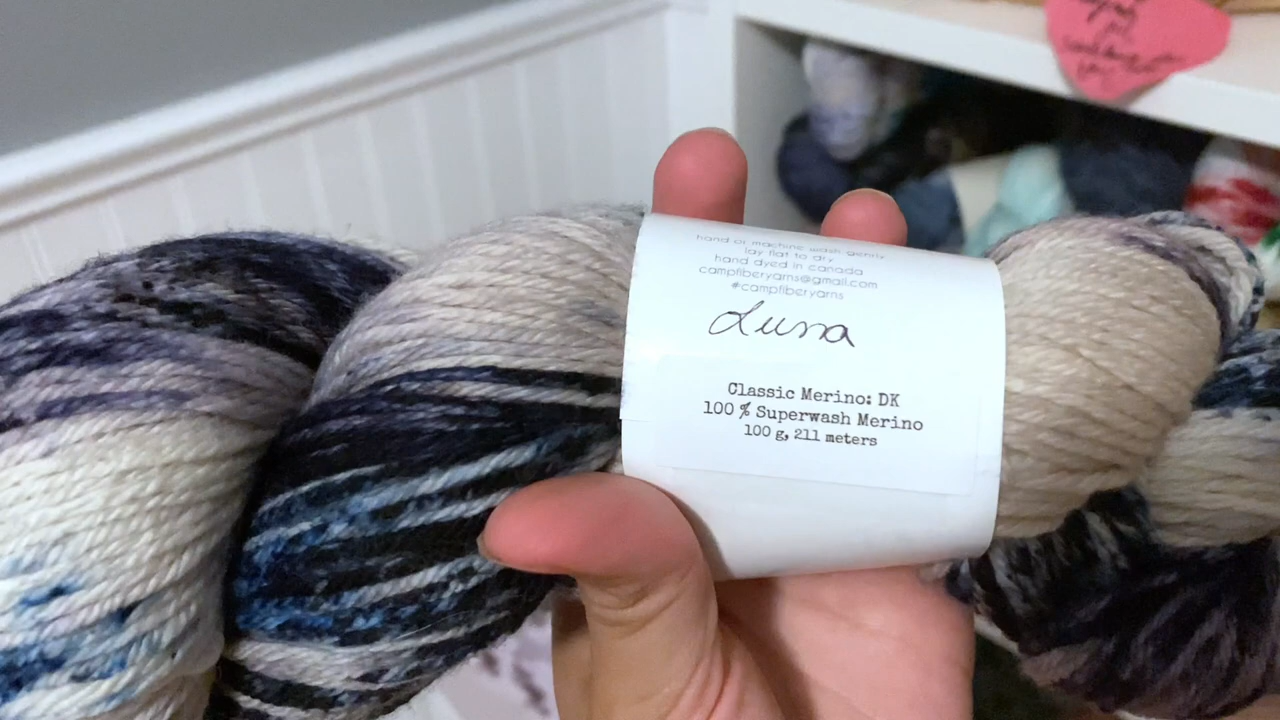 hand or machine wash gently
lay flat to dry
hand dyed in canada
campfiberyarns@gmail.com
#campfiberyarns
Luna
Classic Merino: DK
100 % Superwash Merino
100 g, 211 meters